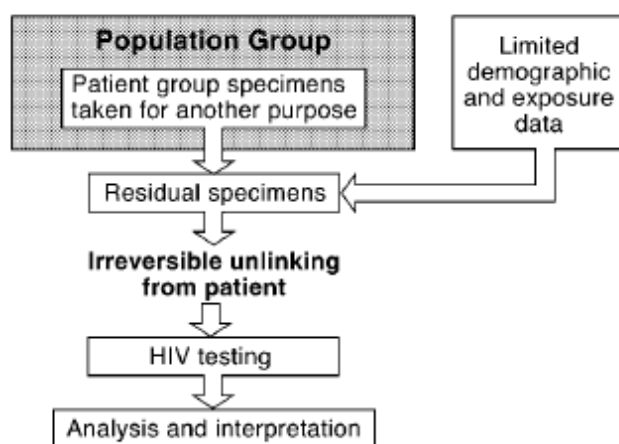 Population Group
Patient group specimens
taken for another purpose
Limited
demographic
and exposure
data
Residual specimens
Irreversible unlinking
from patient
HIV testing
Analysis and interpretation